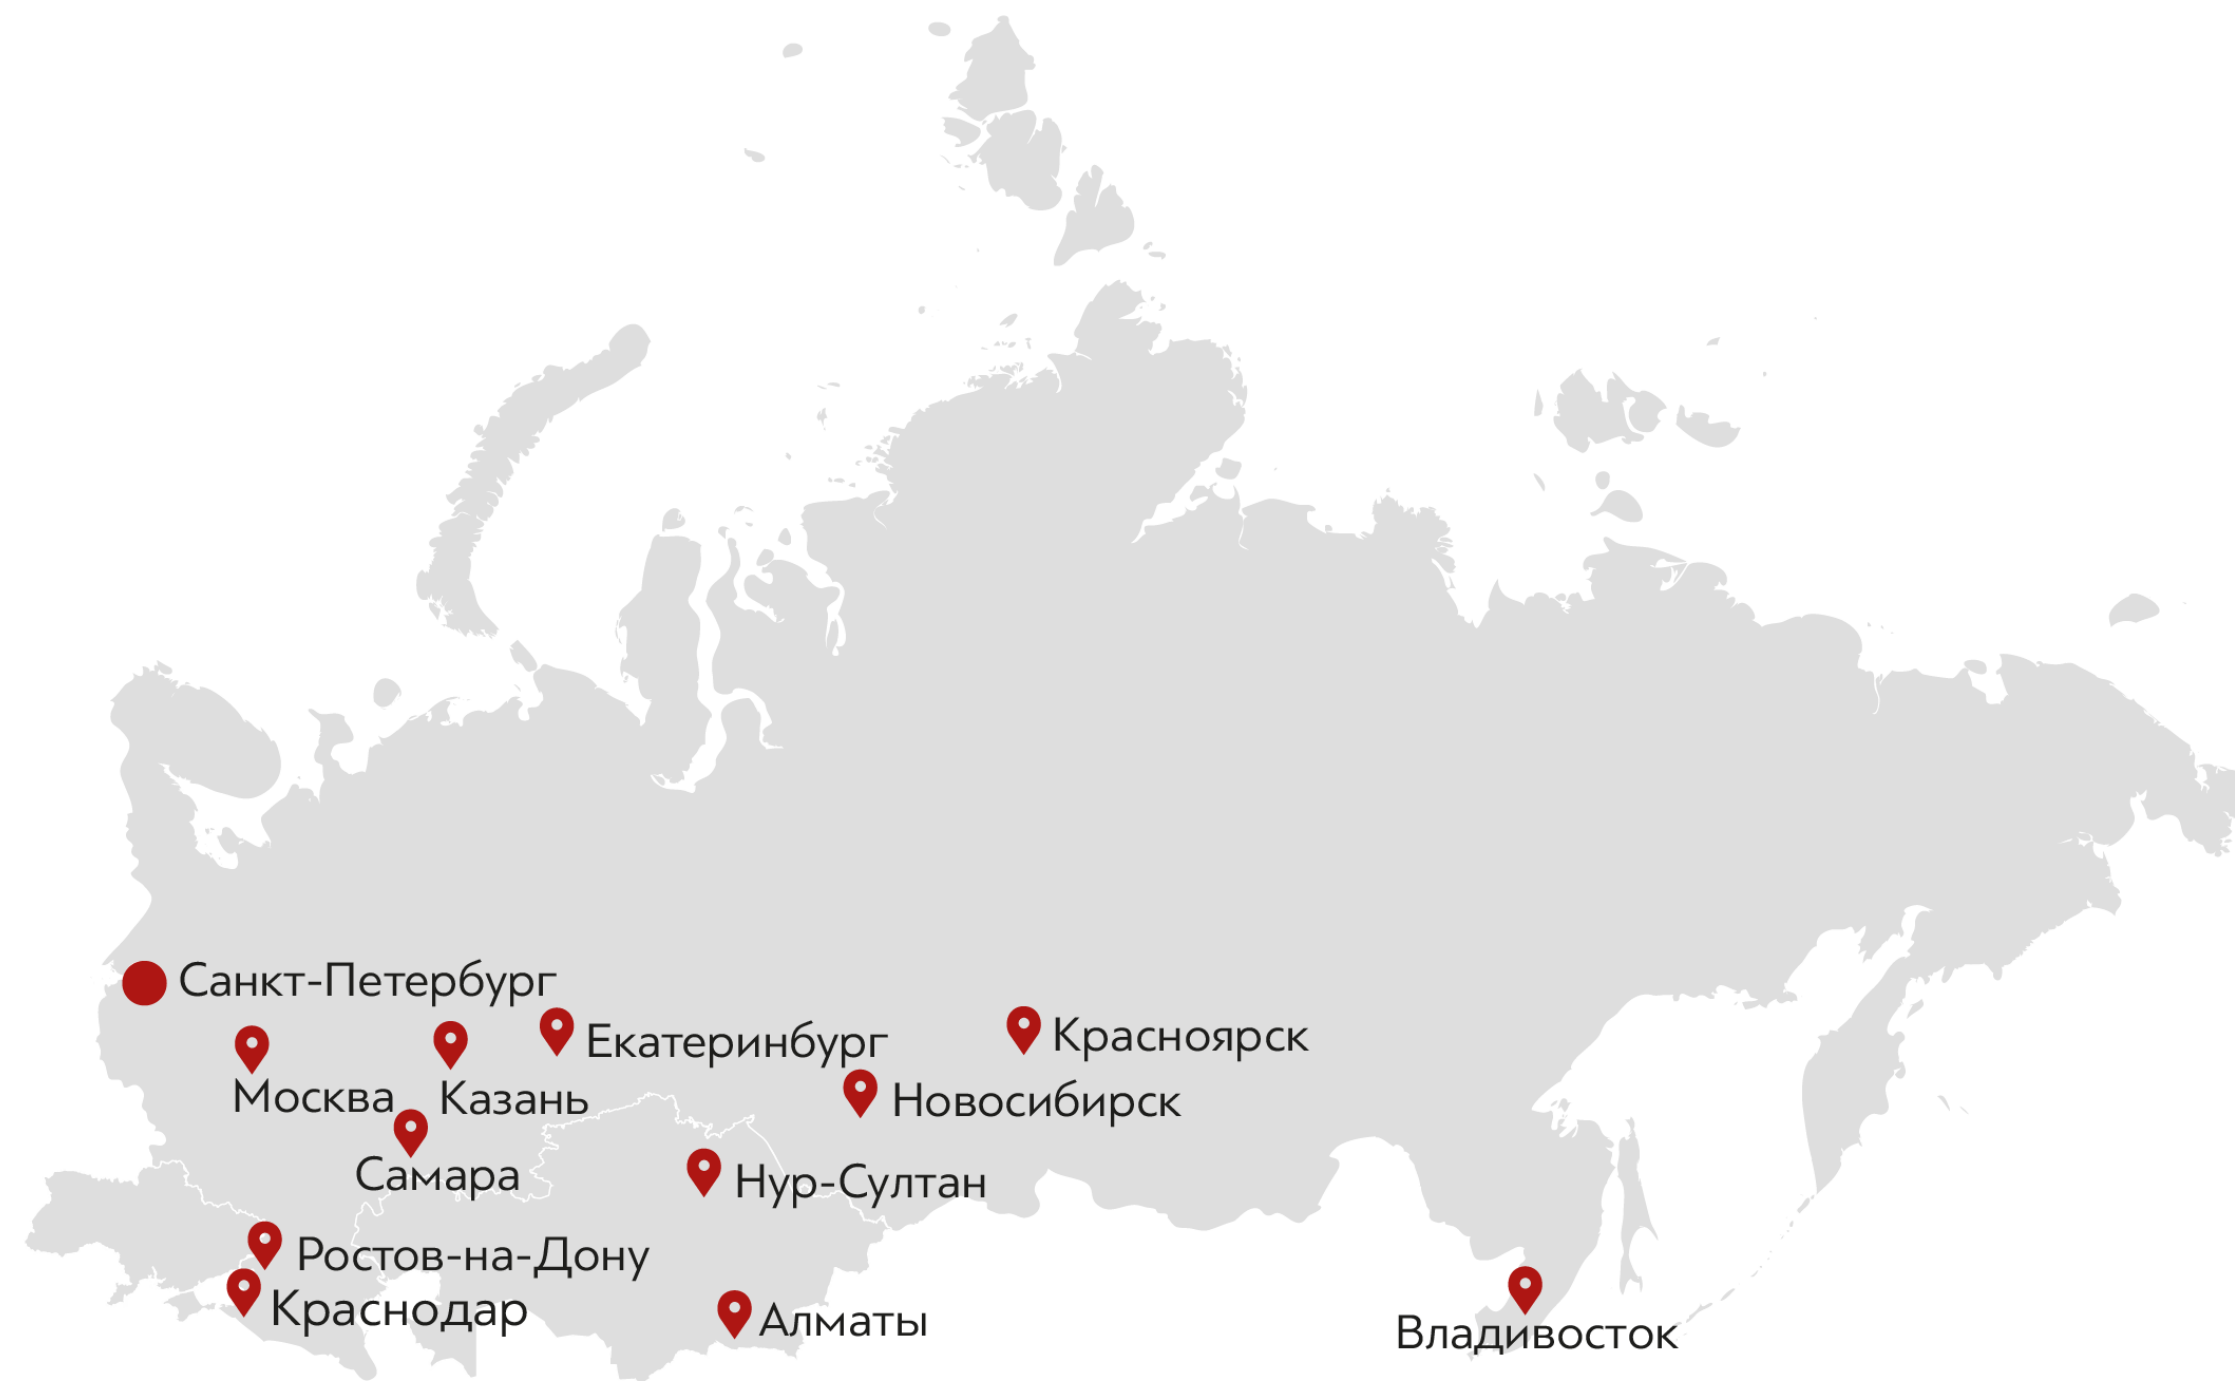 Санкт-Петербург
Екатеринбург
Красноярск
Москва
Казань
Новосибирск
Самара
Нур-Султан
Ростов-на-Дону
Краснодар
Алматы
Владивосток